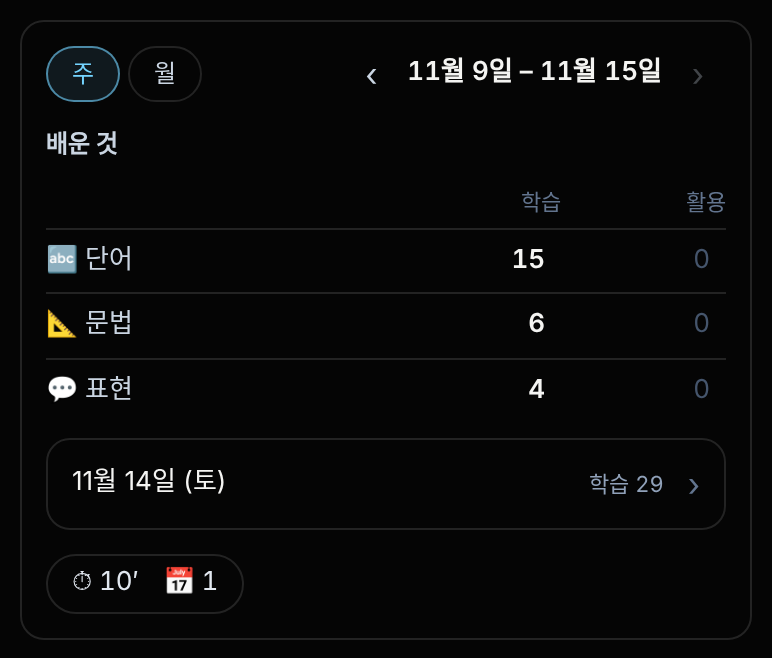 주 월 ‹ 11월 9일 – 11월 15일 ›
배운 것
학습 활용
🔤 단어 15 0
📐 문법 6 0
💬 표현 4 0
11월 14일 (토) 학습 29 ›
⏱ 10′ 📅 1